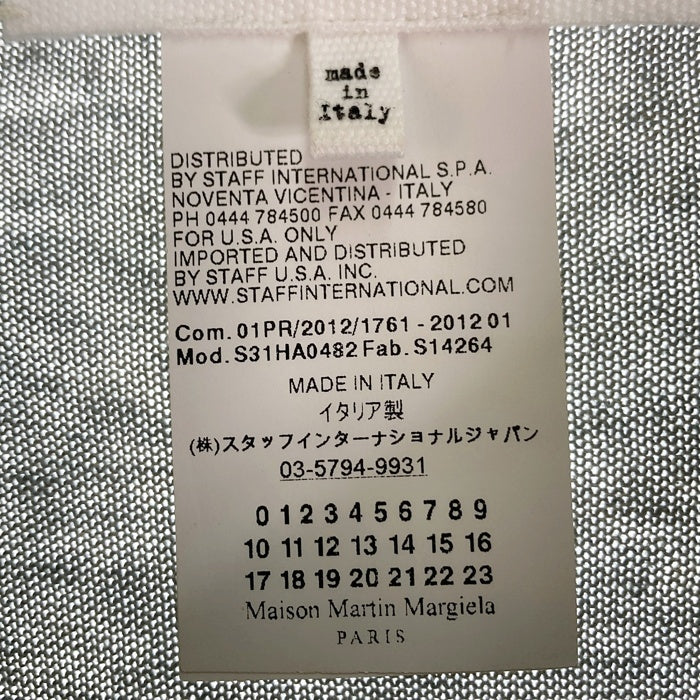 made
in
Italy
DISTRIBUTED
BY STAFF INTERNATIONAL S.P.A.
NOVENTA VICENTINA - ITALY
PH 0444 784500 FAX 0444 784580
FOR U.S.A. ONLY
IMPORTED AND DISTRIBUTED
BY STAFF U.S.A. INC.
WWW.STAFFINTERNATIONAL.COM
Com. 01PR/2012/1761 - 2012 01
Mod. S31HA0482 Fab. S14264
MADE IN ITALY
イタリア製
(株)スタッフインターナショナルジャパン
03-5794-9931
0 1 2 3 4 5 6 7 8 9
10 11 12 13 14 15 16
17 18 19 20 21 22 23
Maison Martin Margiela
PARIS